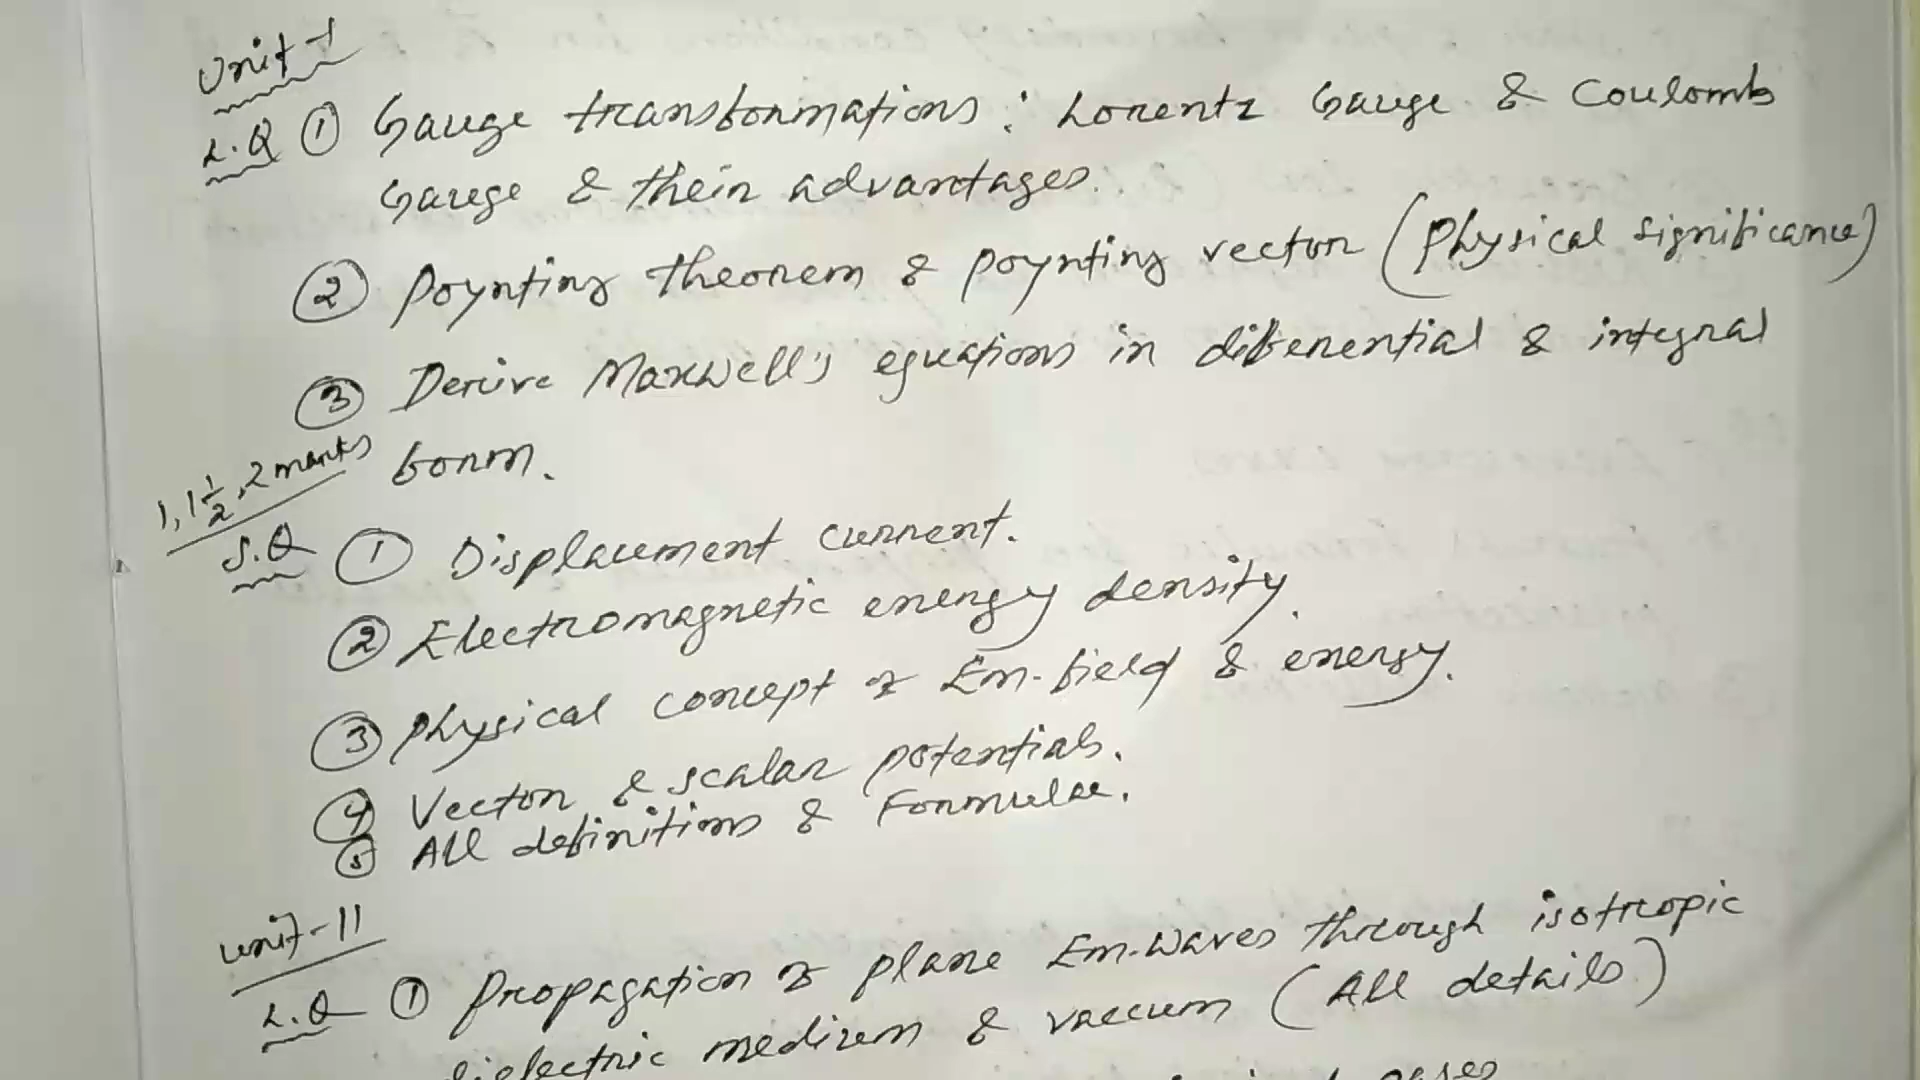 Unit-I
L.Q ① Gauge transformations : Lorentz Gauge & Coulomb
Gauge & their advantages.
② Poynting theorem & poynting vector (physical significance)
③ Derive Maxwell's equations in differential & integral
form.
1, 1½, 2 marks
S.Q ① Displacement current.
② Electromagnetic energy density.
③ physical concept of Em-field & energy.
④ Vector & scalar potentials.
⑤ All definitions & Formulae.
Unit-II
L.Q ① Propagation of plane Em-waves through isotropic
dielectric medium & vaccum (All details)
cases